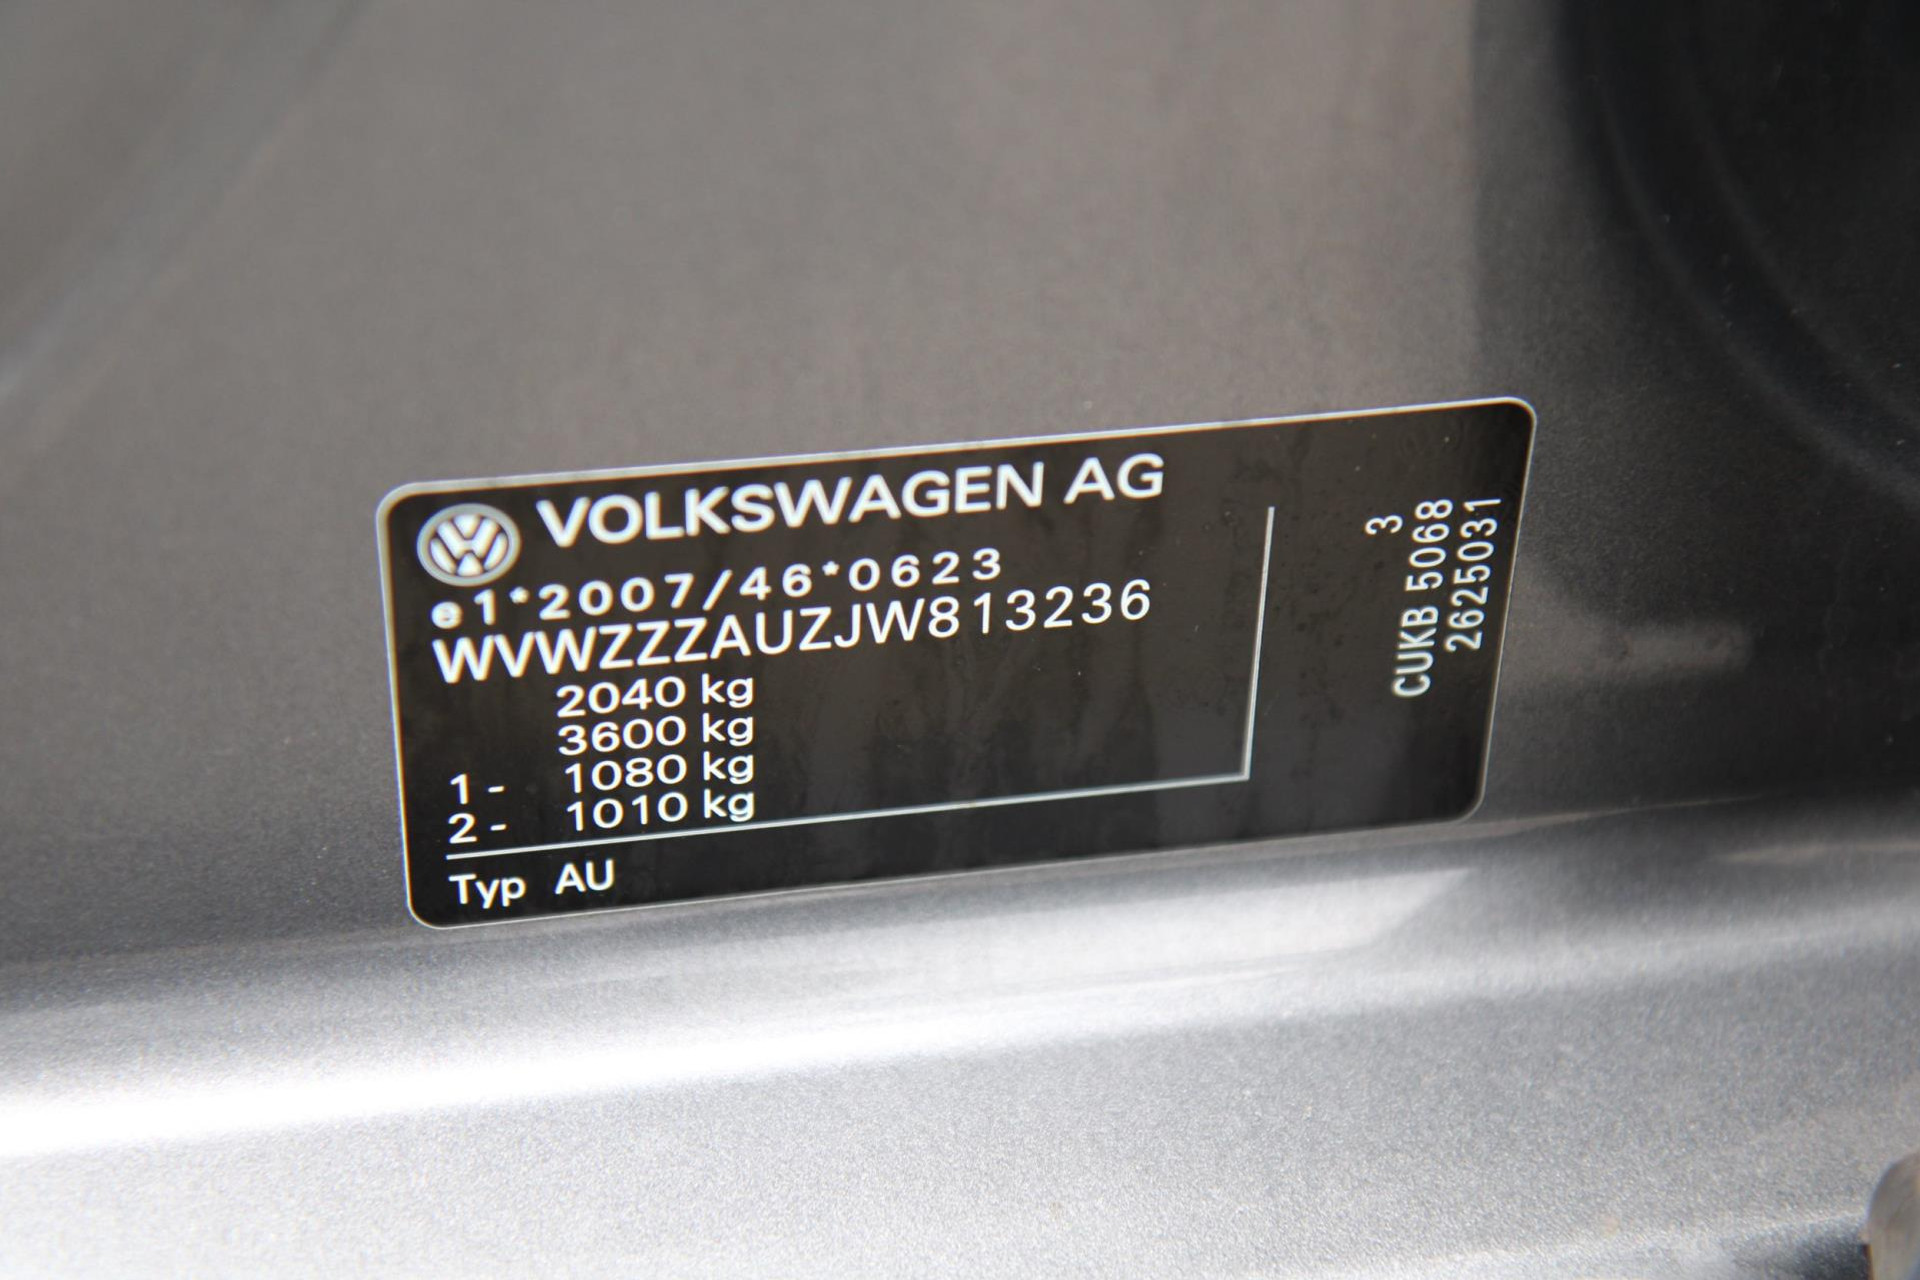 VOLKSWAGEN AG
e1*2007/46*0623
WVWZZZAUZJW813236
2040 kg
3600 kg
1- 1080 kg
2- 1010 kg
Typ AU
3
CUKB 5068
2625031